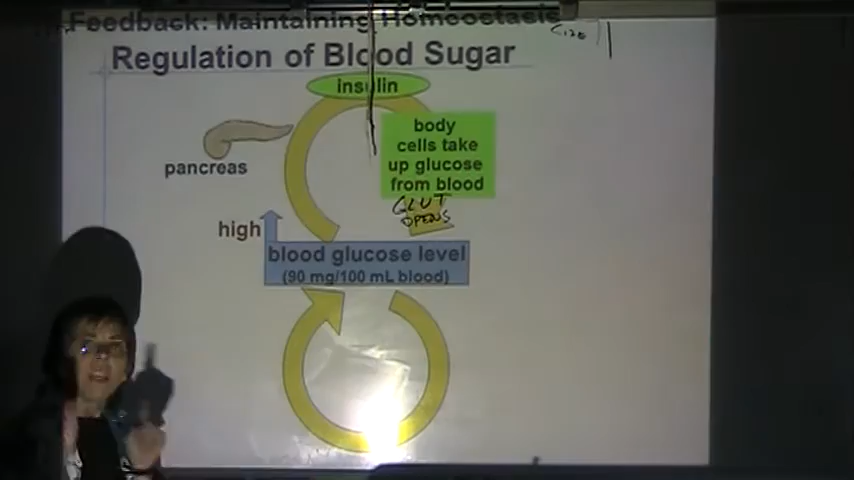 Feedback: Maintaining Homeostasis
Regulation of Blood Sugar
insulin
body
cells take
up glucose
from blood
pancreas
GLUT
OPENS
high
blood glucose level
(90 mg/100 mL blood)